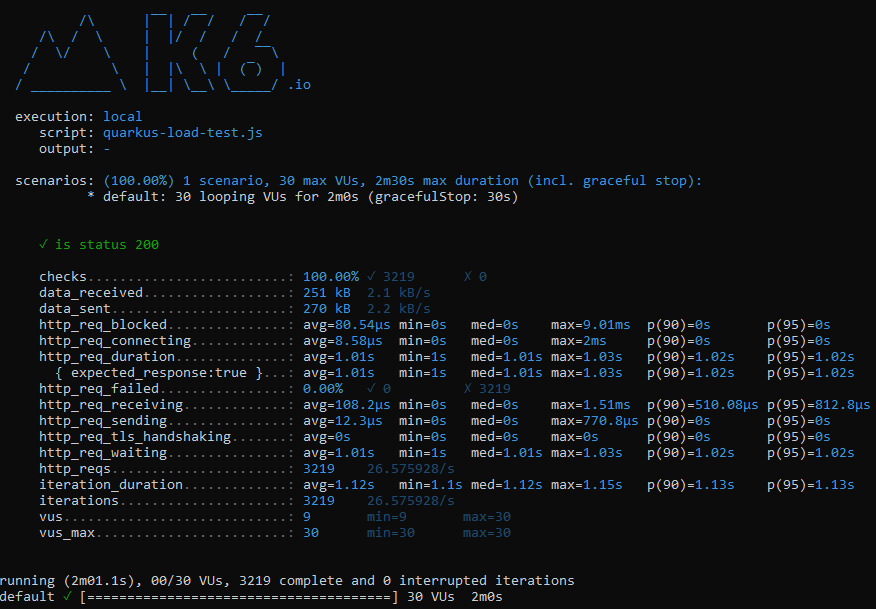 .io
execution: local
script: quarkus-load-test.js
output: -
scenarios: (100.00%) 1 scenario, 30 max VUs, 2m30s max duration (incl. graceful stop):
* default: 30 looping VUs for 2m0s (gracefulStop: 30s)
✓ is status 200
checks.........................: 100.00% ✓ 3219 ✗ 0
data_received..................: 251 kB 2.1 kB/s
data_sent......................: 270 kB 2.2 kB/s
http_req_blocked...............: avg=80.54µs min=0s med=0s max=9.01ms p(90)=0s p(95)=0s
http_req_connecting............: avg=8.58µs min=0s med=0s max=2ms p(90)=0s p(95)=0s
http_req_duration..............: avg=1.01s min=1s med=1.01s max=1.03s p(90)=1.02s p(95)=1.02s
{ expected_response:true }...: avg=1.01s min=1s med=1.01s max=1.03s p(90)=1.02s p(95)=1.02s
http_req_failed................: 0.00% ✓ 0 ✗ 3219
http_req_receiving.............: avg=108.2µs min=0s med=0s max=1.51ms p(90)=510.08µs p(95)=812.8µs
http_req_sending...............: avg=12.3µs min=0s med=0s max=770.8µs p(90)=0s p(95)=0s
http_req_tls_handshaking.......: avg=0s min=0s med=0s max=0s p(90)=0s p(95)=0s
http_req_waiting...............: avg=1.01s min=1s med=1.01s max=1.03s p(90)=1.02s p(95)=1.02s
http_reqs......................: 3219 26.575928/s
iteration_duration.............: avg=1.12s min=1.1s med=1.12s max=1.15s p(90)=1.13s p(95)=1.13s
iterations.....................: 3219 26.575928/s
vus............................: 9 min=9 max=30
vus_max........................: 30 min=30 max=30
running (2m01.1s), 00/30 VUs, 3219 complete and 0 interrupted iterations
default ✓ [======================================] 30 VUs 2m0s